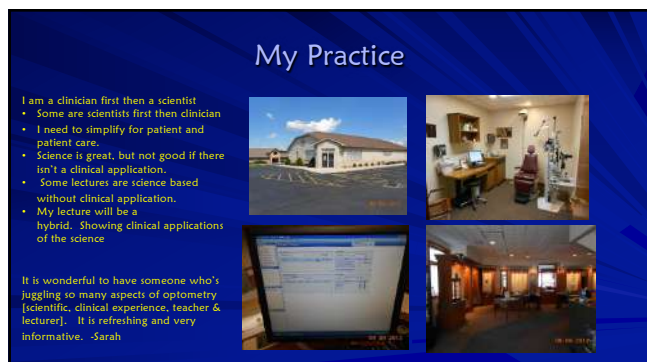 My Practice
I am a clinician first then a scientist
• Some are scientists first then clinician
• I need to simplify for patient and
patient care.
• Science is great, but not good if there
isn't a clinical application.
• Some lectures are science based
without clinical application.
• My lecture will be a
hybrid. Showing clinical applications
of the science
It is wonderful to have someone who's
juggling so many aspects of optometry
[scientific, clinical experience, teacher &
lecturer]. It is refreshing and very
informative. -Sarah